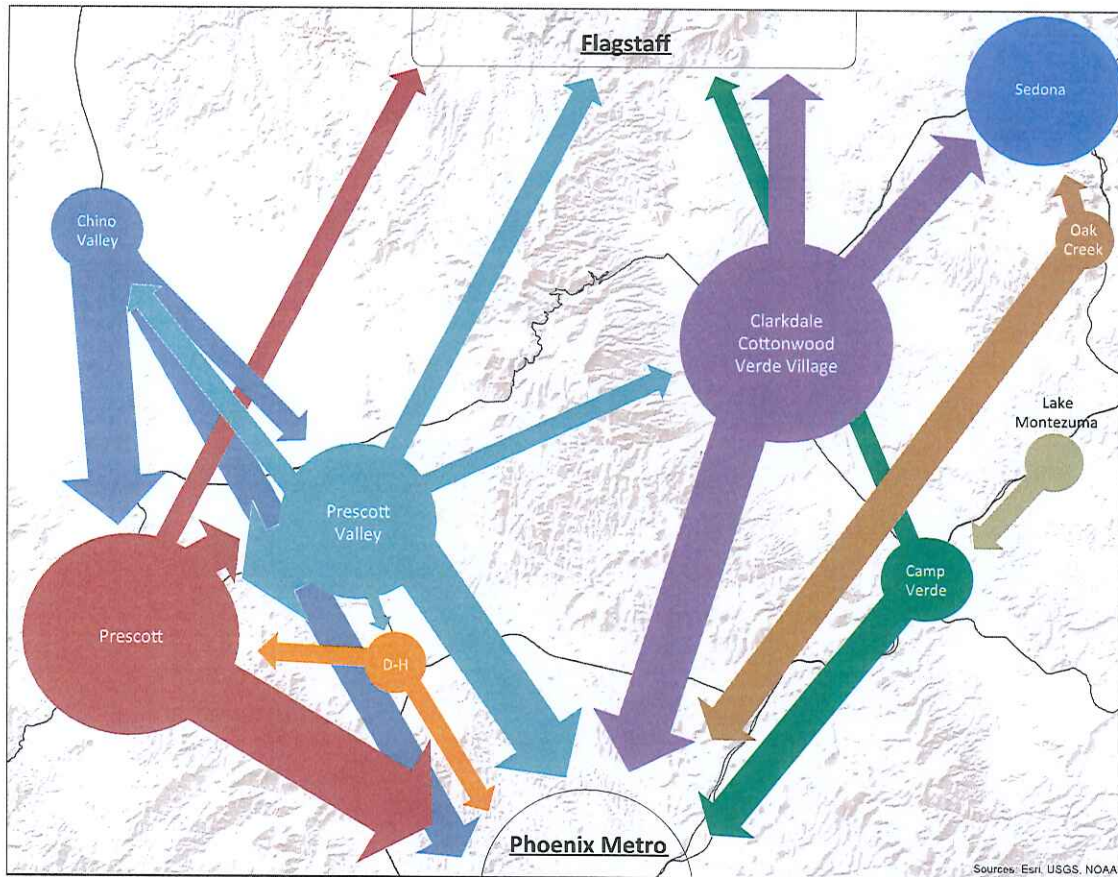 Flagstaff
Sedona
Chino
Valley
Oak
Creek
Clarkdale
Cottonwood
Verde Village
Lake
Montezuma
Prescott
Valley
Camp
Verde
Prescott
D-H
Phoenix Metro
Sources: Esri, USGS, NOAA